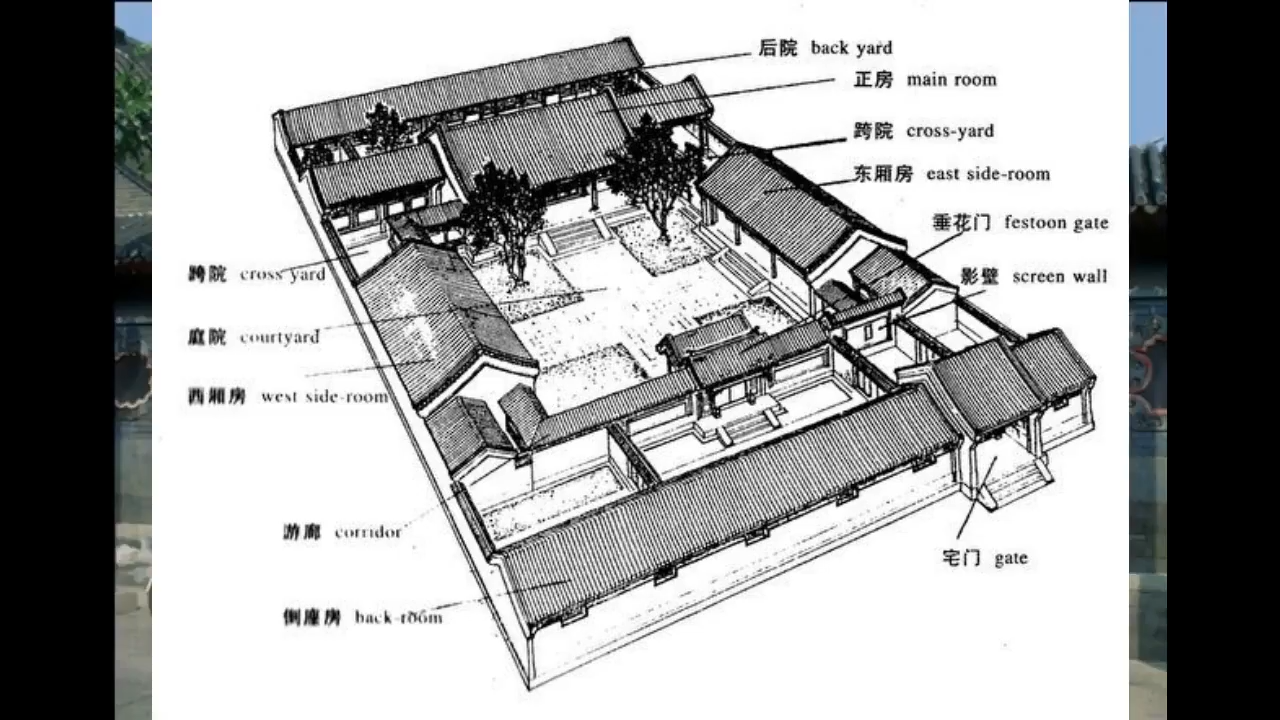 后院 back yard
正房 main room
跨院 cross-yard
东厢房 east side-room
垂花门 festoon gate
影壁 screen wall
跨院 cross yard
庭院 courtyard
西厢房 west side-room
游廊 corridor
倒座房 back-room
宅门 gate